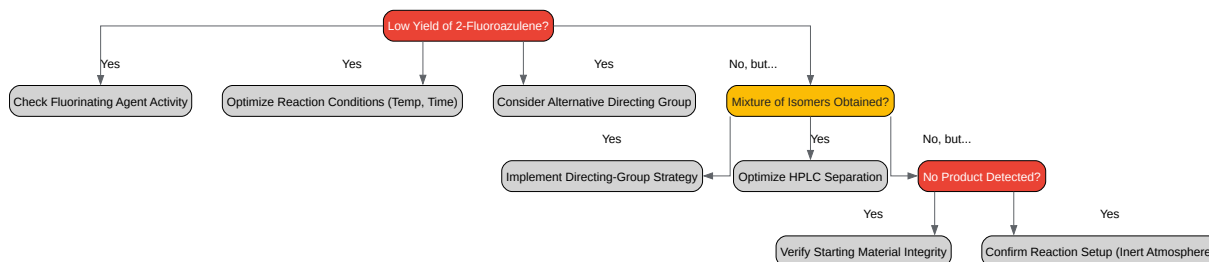 Low Yield of 2-Fluoroazulene?
Yes
Yes
Yes
No, but...
Check Fluorinating Agent Activity
Optimize Reaction Conditions (Temp, Time)
Consider Alternative Directing Group
Mixture of Isomers Obtained?
Yes
Yes
No, but...
Implement Directing-Group Strategy
Optimize HPLC Separation
No Product Detected?
Yes
Yes
Verify Starting Material Integrity
Confirm Reaction Setup (Inert Atmosphere